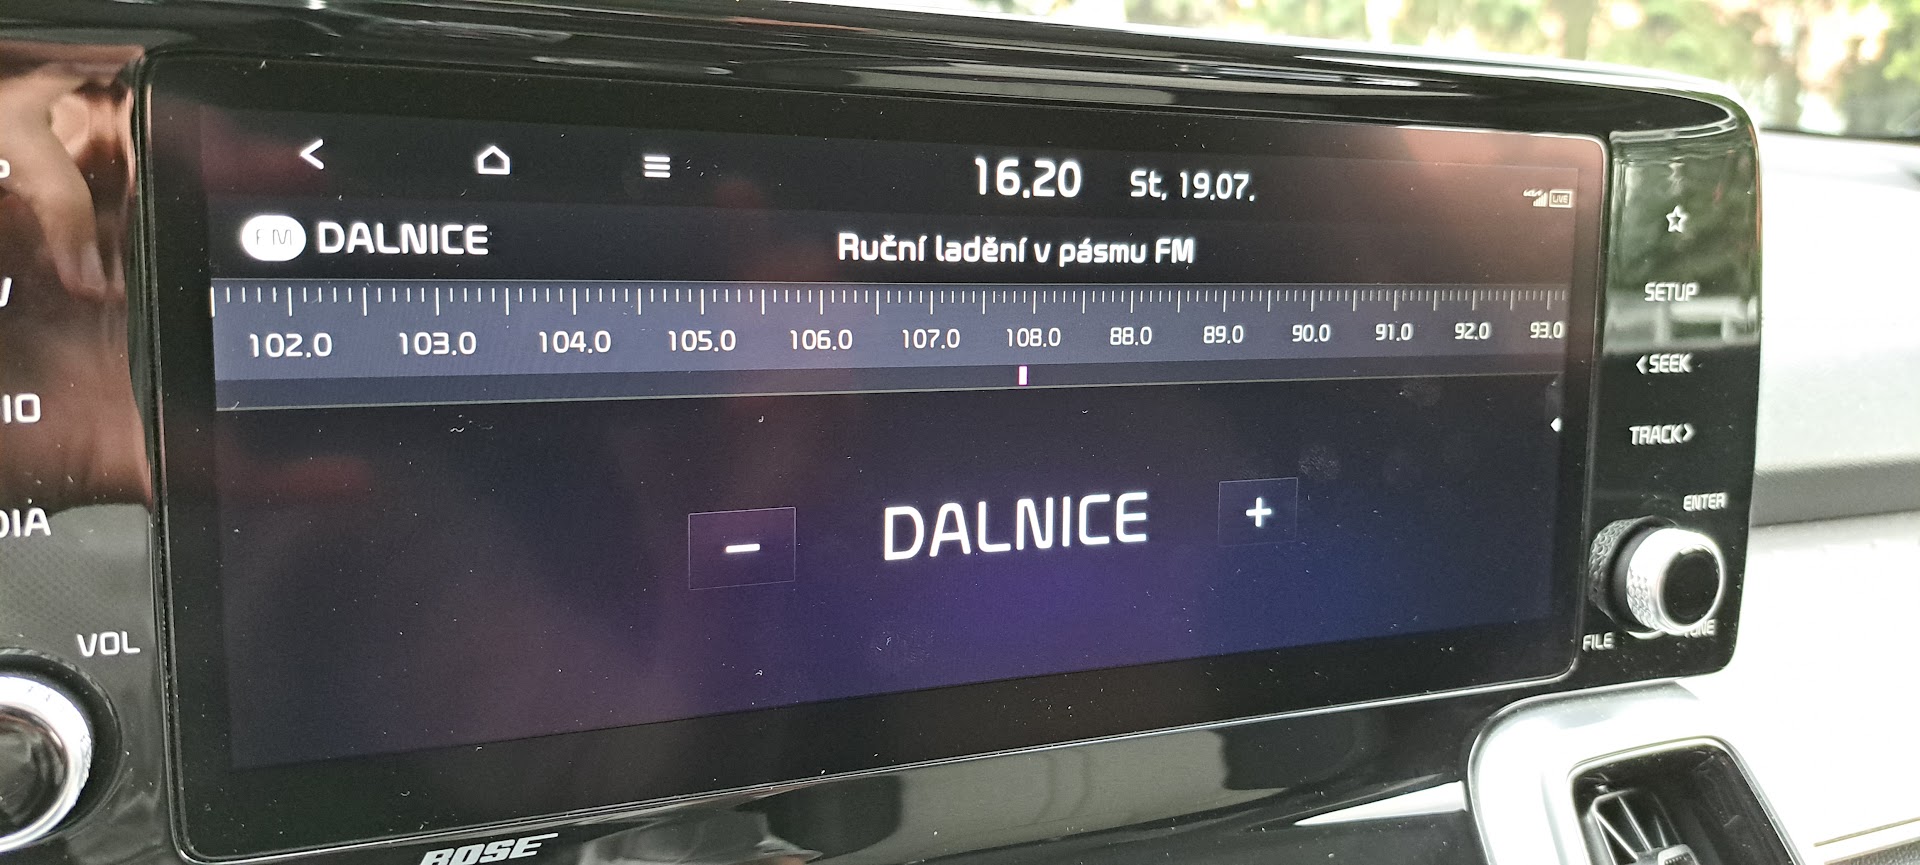 16.20 St, 19.07.
LIVE
FM DALNICE
Ruční ladění v pásmu FM
102.0 103.0 104.0 105.0 106.0 107.0 108.0 88.0 89.0 90.0 91.0 92.0 93.0
− DALNICE +
SETUP
< SEEK
TRACK >
ENTER
FILE
TUNE
VOL
BOSE